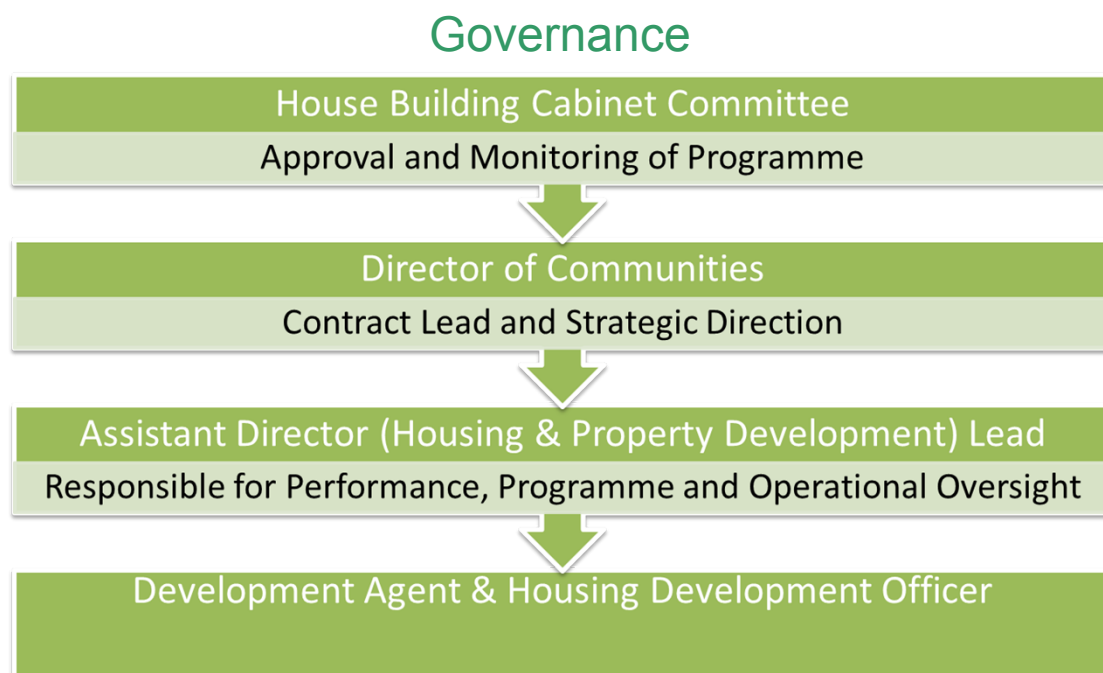 Governance
House Building Cabinet Committee
Approval and Monitoring of Programme
Director of Communities
Contract Lead and Strategic Direction
Assistant Director (Housing & Property Development) Lead
Responsible for Performance, Programme and Operational Oversight
Development Agent & Housing Development Officer